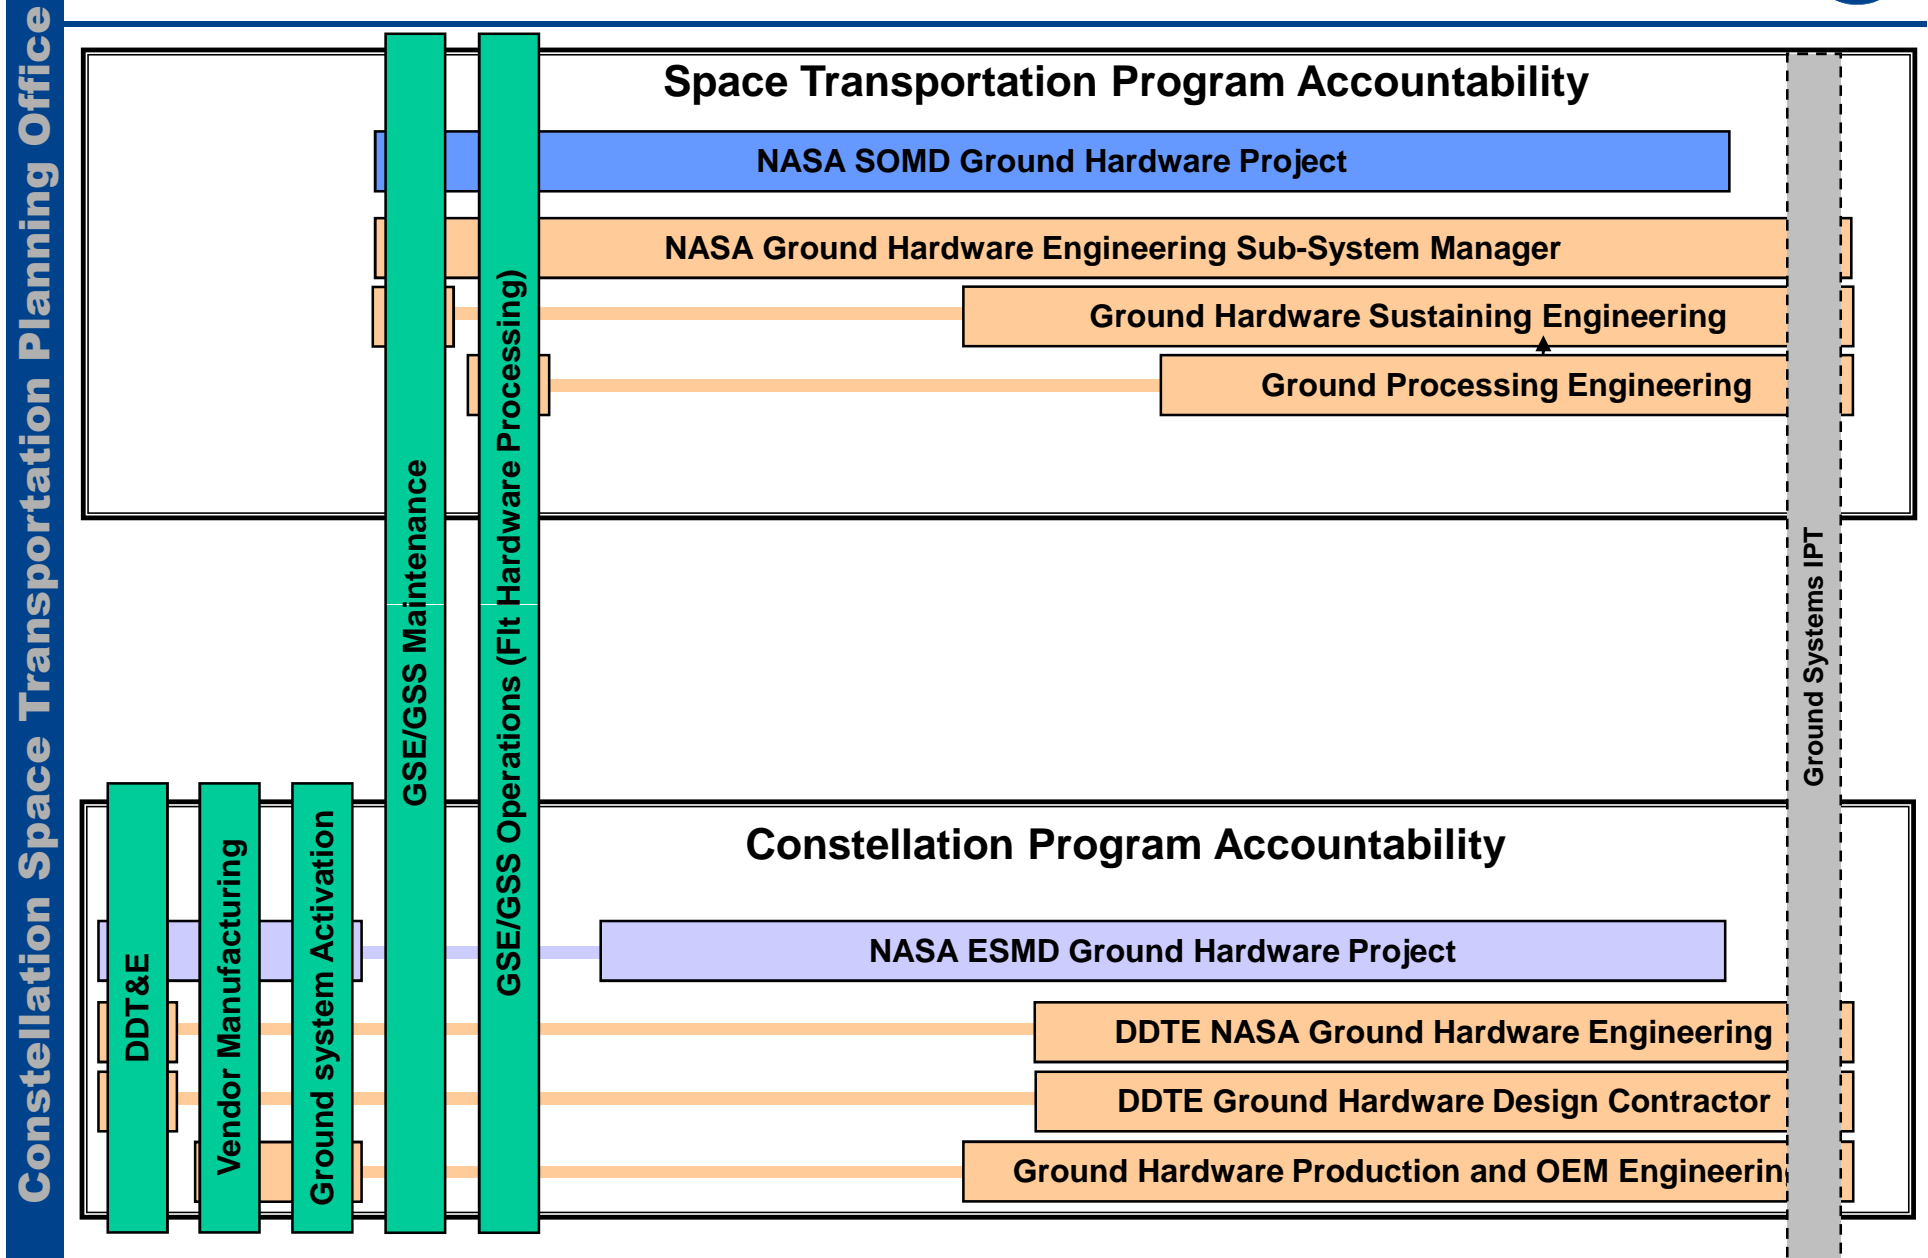 Constellation Space Transportation Planning Office
Space Transportation Program Accountability
NASA SOMD Ground Hardware Project
NASA Ground Hardware Engineering Sub-System Manager
Ground Hardware Sustaining Engineering
Ground Processing Engineering
GSE/GSS Maintenance
GSE/GSS Operations (Flt Hardware Processing)
Ground Systems IPT
Constellation Program Accountability
DDT&E
Vendor Manufacturing
Ground system Activation
NASA ESMD Ground Hardware Project
DDTE NASA Ground Hardware Engineering
DDTE Ground Hardware Design Contractor
Ground Hardware Production and OEM Engineerin